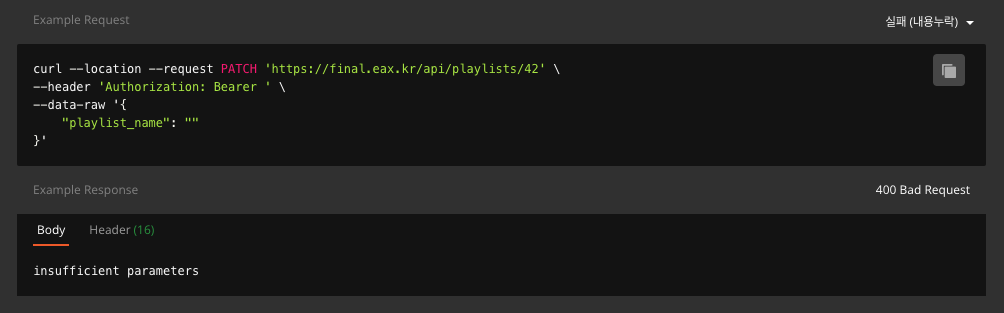 Example Request
실패 (내용누락)
curl --location --request PATCH 'https://final.eax.kr/api/playlists/42' \
--header 'Authorization: Bearer ' \
--data-raw '{
    "playlist_name": ""
}'
Example Response
400 Bad Request
Body Header (16)
insufficient parameters